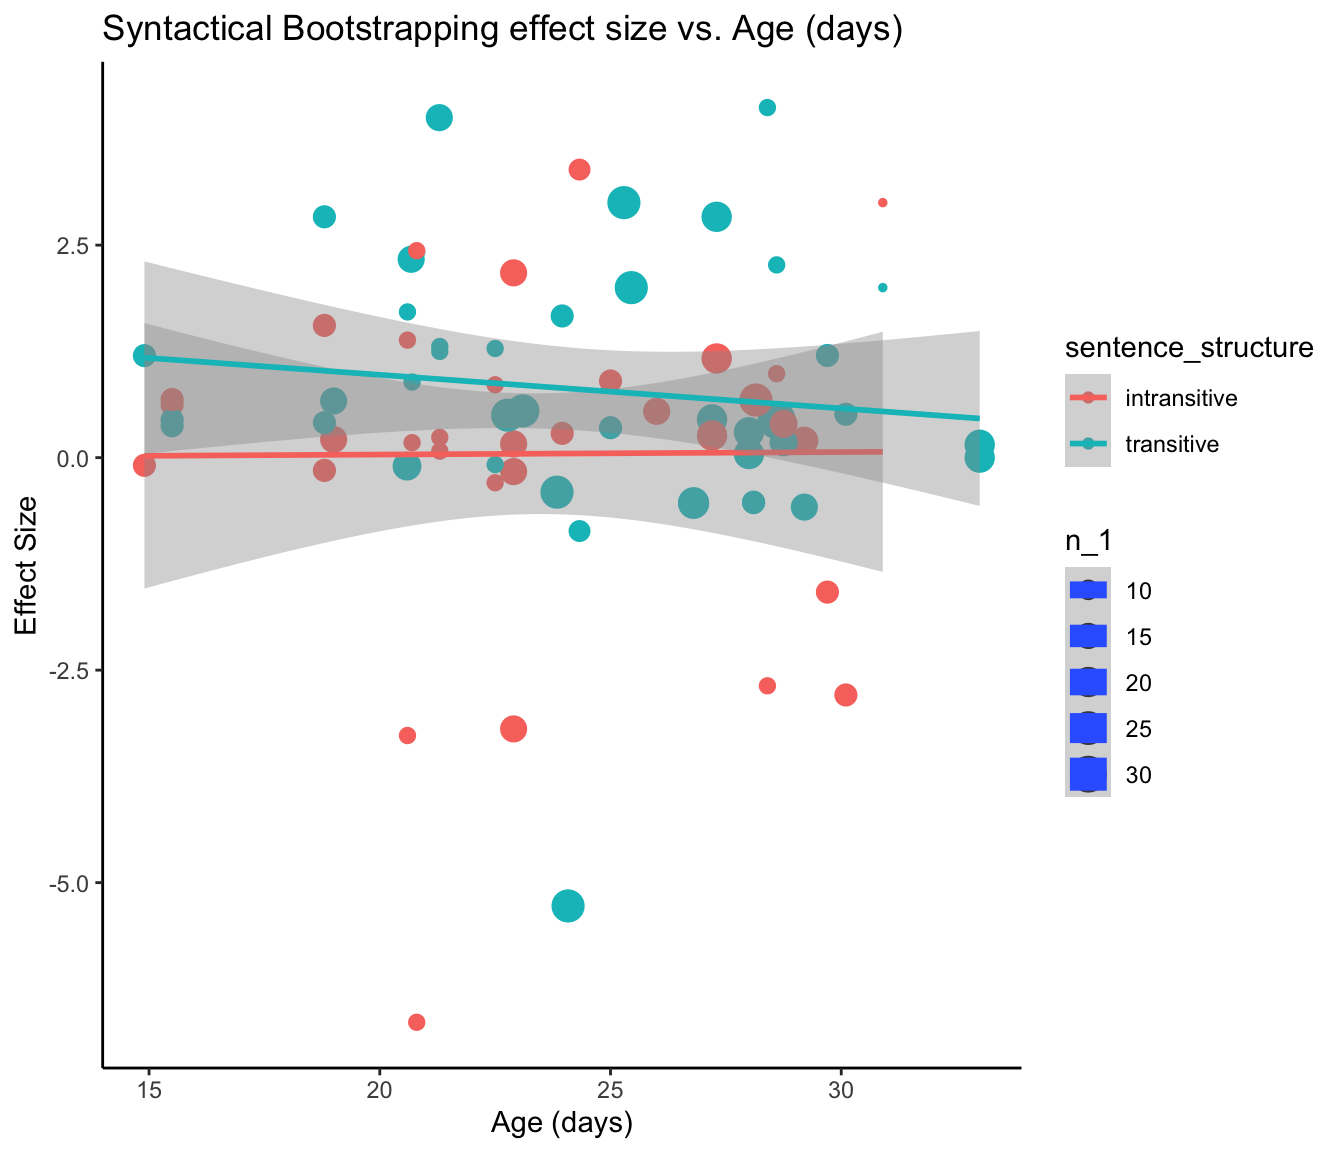 Syntactical Bootstrapping effect size vs. Age (days)
2.5
0.0
-2.5
-5.0
Effect Size
15 20 25 30
Age (days)
sentence_structure
intransitive
transitive
n_1
10
15
20
25
30